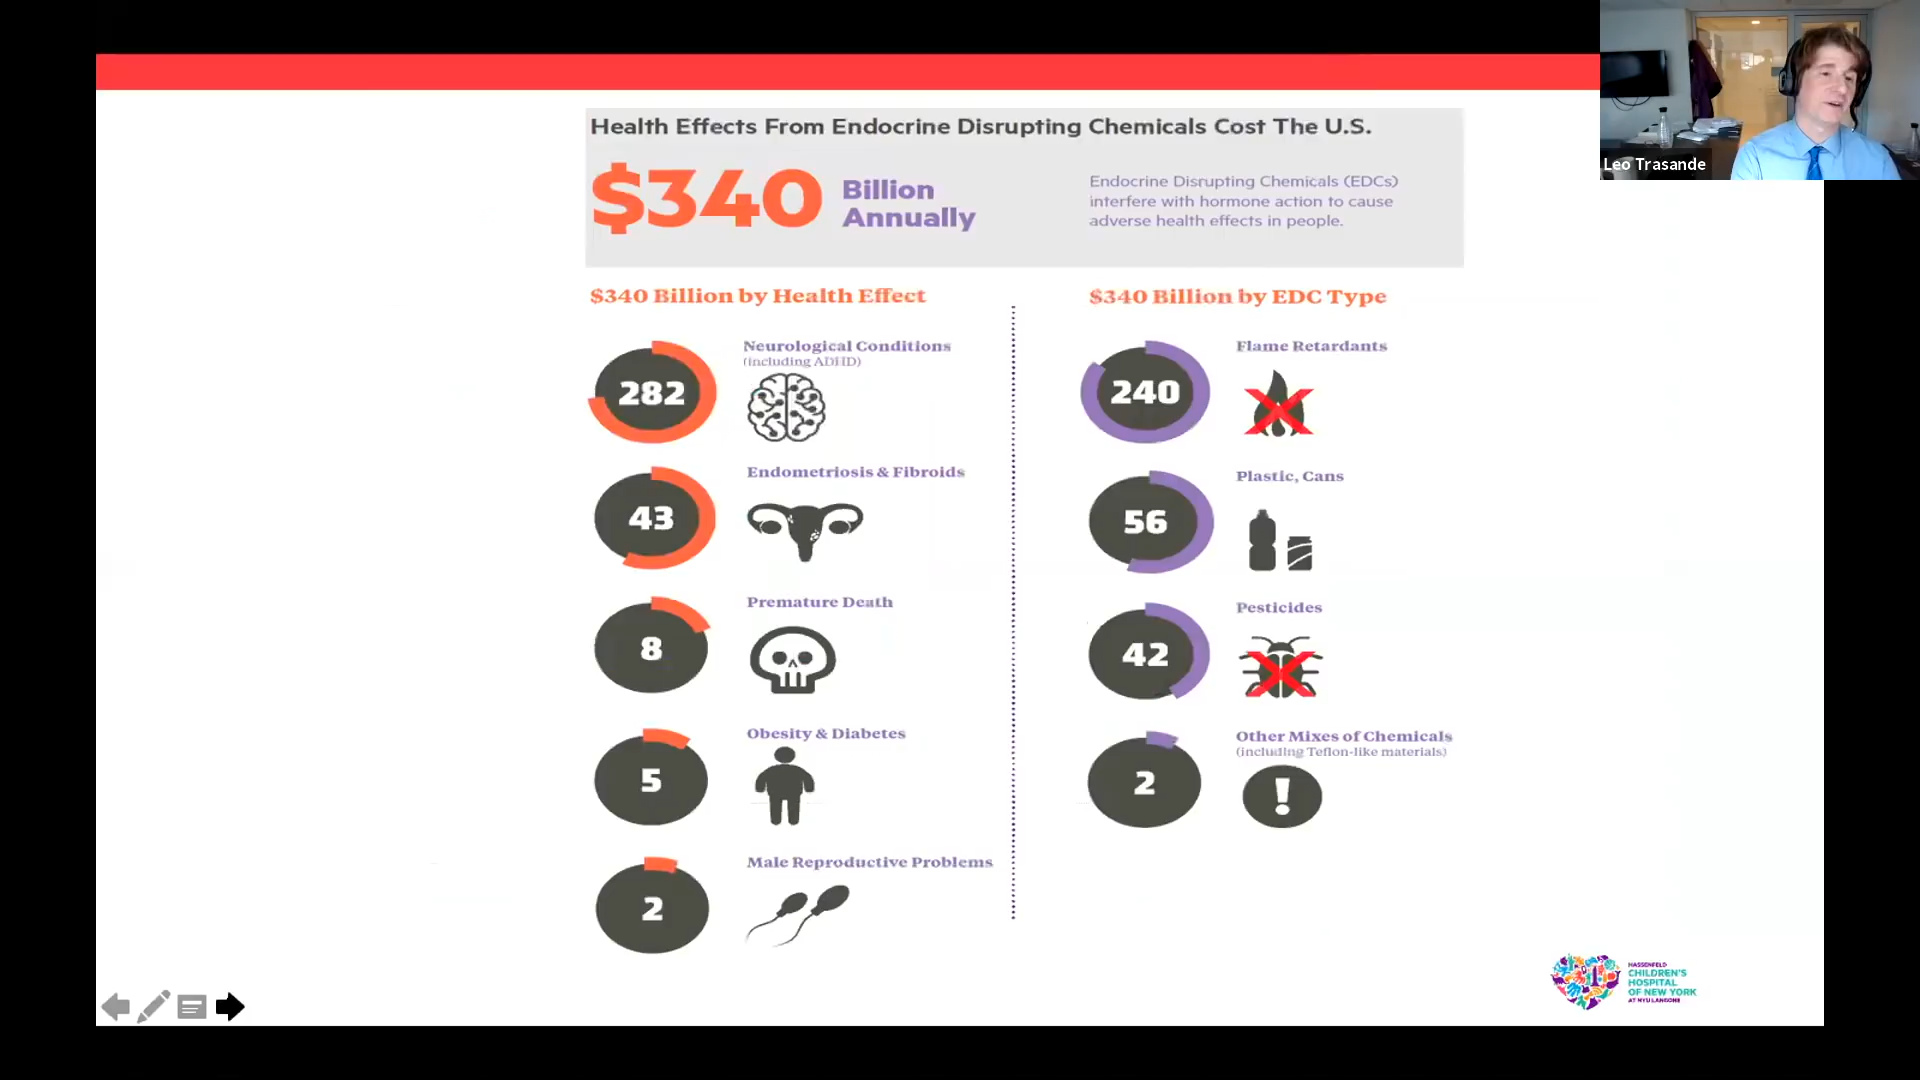 Leo Trasande
Health Effects From Endocrine Disrupting Chemicals Cost The U.S.
$340
Billion
Annually
Endocrine Disrupting Chemicals (EDCs)
interfere with hormone action to cause
adverse health effects in people.
$340 Billion by Health Effect
282
Neurological Conditions
(including ADHD)
43
Endometriosis & Fibroids
8
Premature Death
5
Obesity & Diabetes
2
Male Reproductive Problems
$340 Billion by EDC Type
240
Flame Retardants
56
Plastic, Cans
42
Pesticides
2
Other Mixes of Chemicals
(including Teflon-like materials)
!
HASSENFELD
CHILDREN'S
HOSPITAL
OF NEW YORK
AT NYU LANGONE